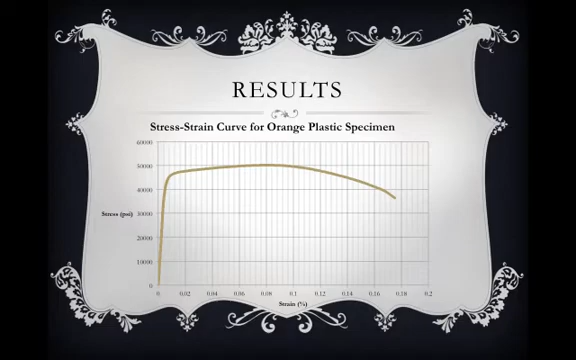 RESULTS
Stress-Strain Curve for Orange Plastic Specimen
60000
50000
40000
Stress (psi) 30000
20000
10000
0
0 0.02 0.04 0.06 0.08 0.1 0.12 0.14 0.16 0.18 0.2
Strain (%)